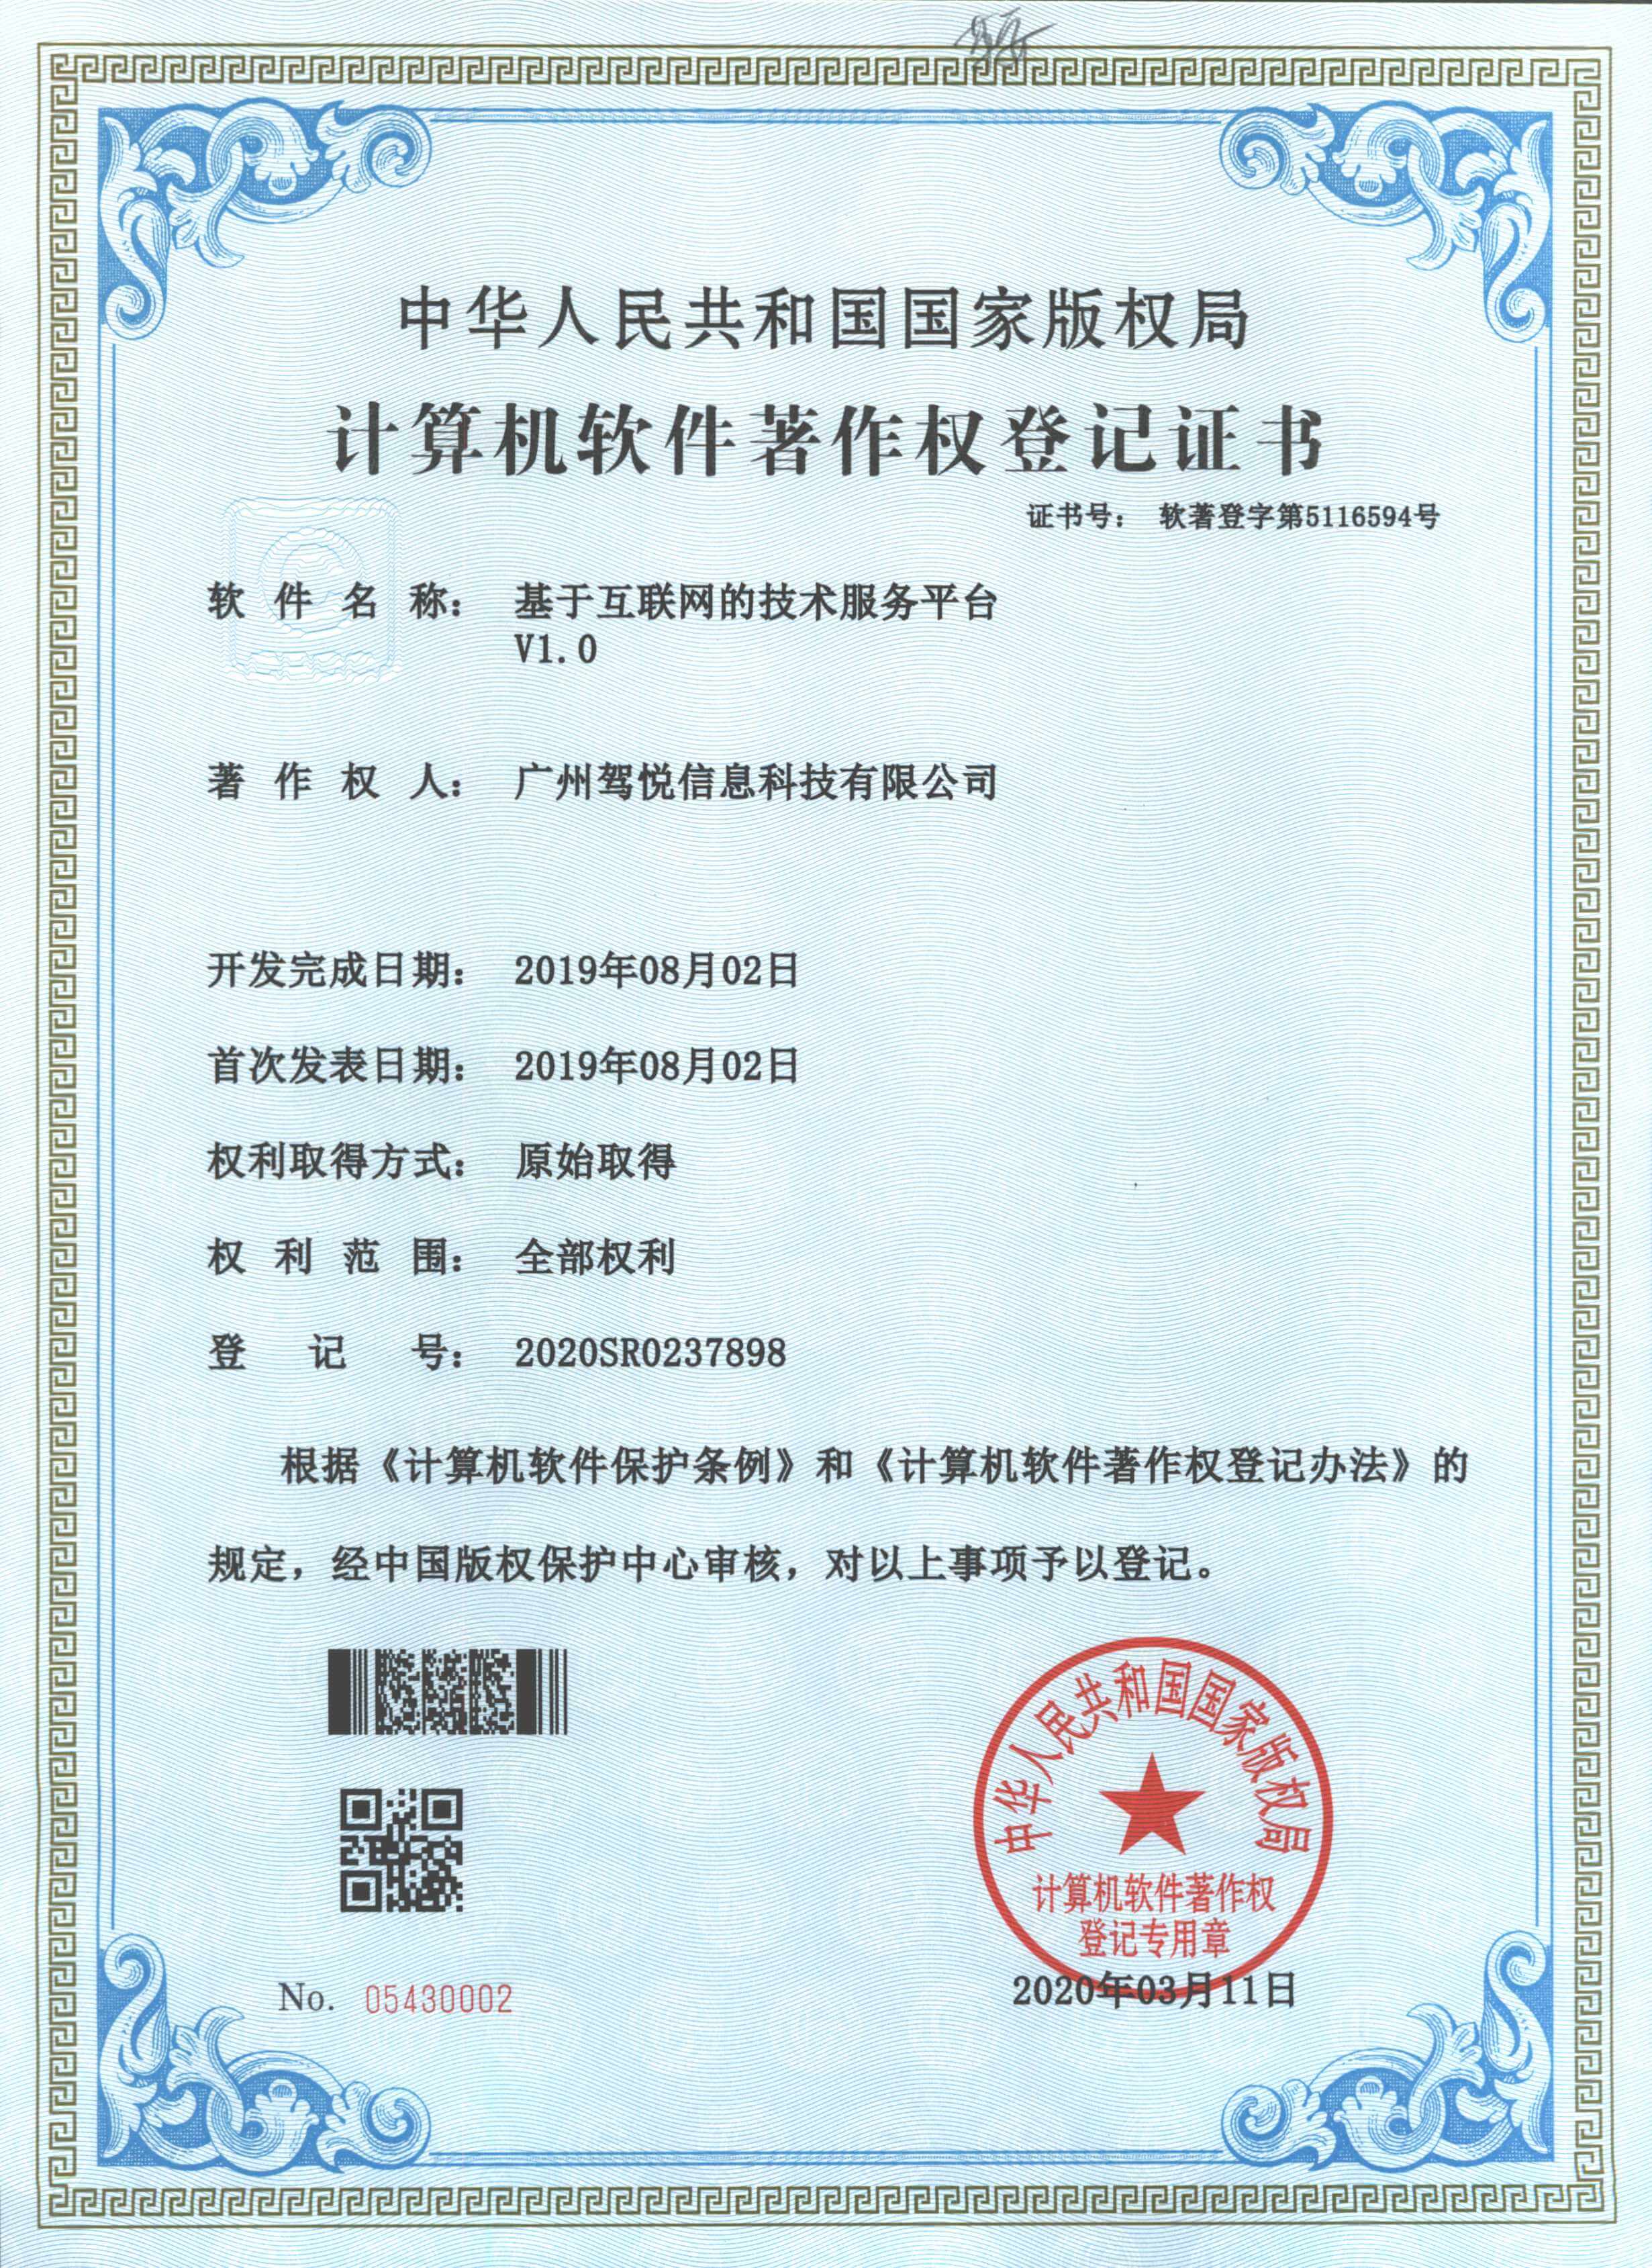 中华人民共和国国家版权局
计算机软件著作权登记证书
证书号： 软著登字第5116594号
软件名称： 基于互联网的技术服务平台
V1.0
著作权人： 广州驾悦信息科技有限公司
开发完成日期： 2019年08月02日
首次发表日期： 2019年08月02日
权利取得方式： 原始取得
权利范围： 全部权利
登记号： 2020SR0237898
根据《计算机软件保护条例》和《计算机软件著作权登记办法》的
规定，经中国版权保护中心审核，对以上事项予以登记。
中华人民共和国国家版权局
计算机软件著作权
登记专用章
No. 05430002
2020年03月11日